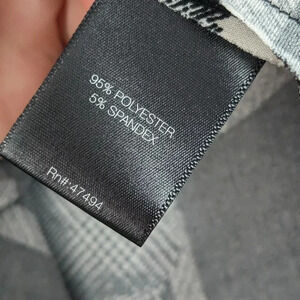 95% POLYESTER
5% SPANDEX
Rn#: 47494